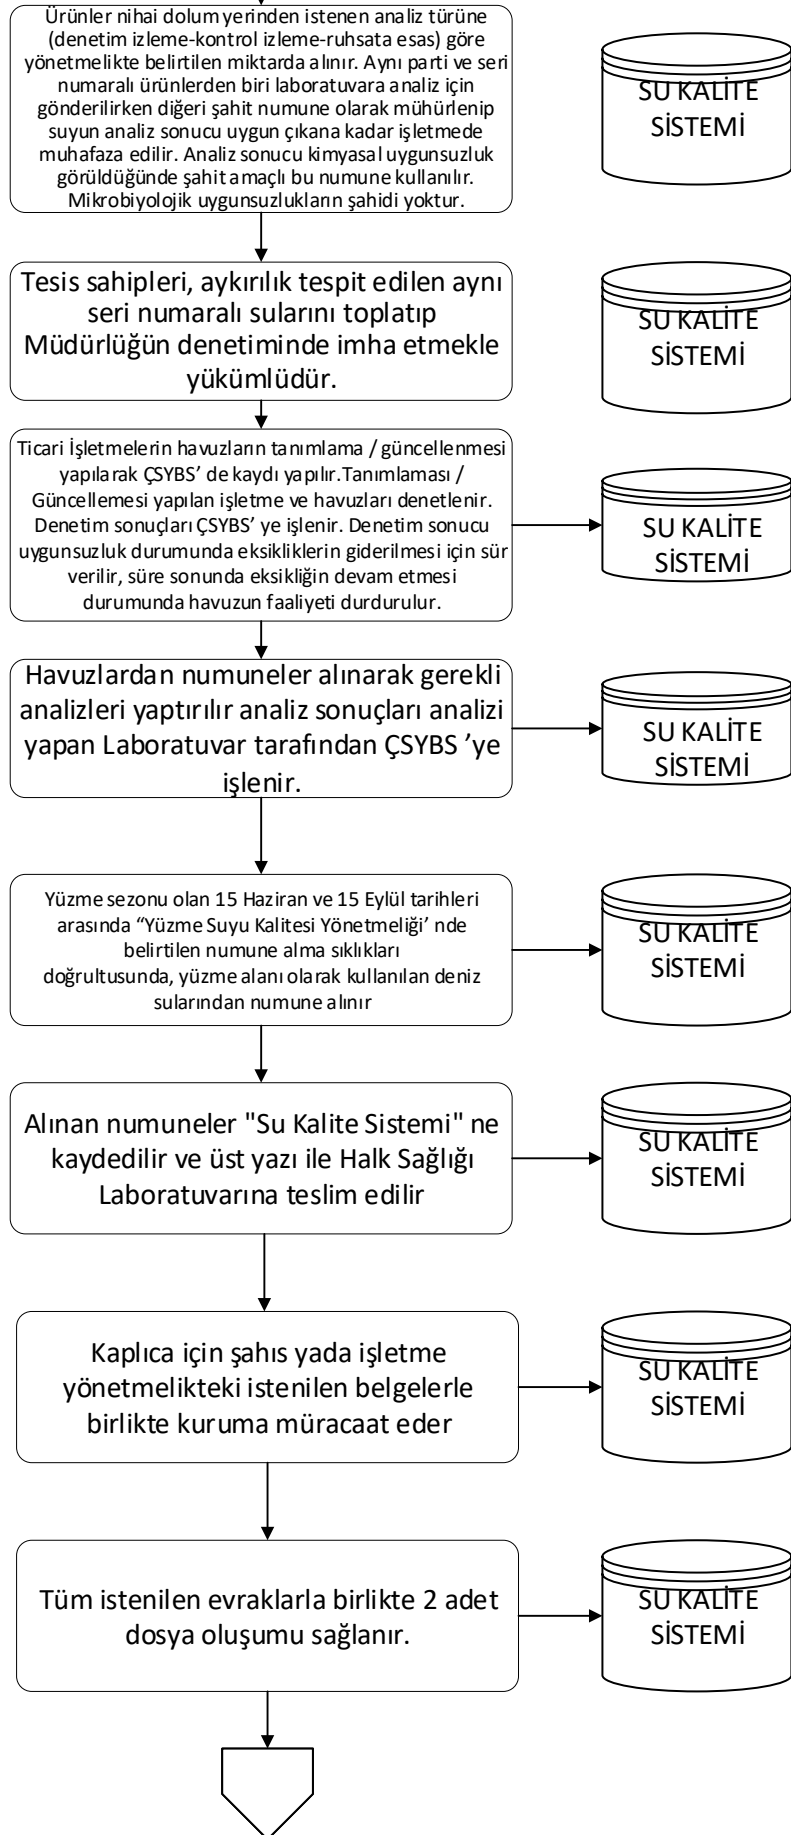 Ürünler nihai dolum yerinden istenen analiz türüne
(denetim izleme-kontrol izleme-ruhsata esas) göre
yönetmelikte belirtilen miktarda alınır. Aynı parti ve seri
numaralı ürünlerden biri laboratuvara analiz için
gönderilirken diğeri şahit numune olarak mühürlenip
suyun analiz sonucu uygun çıkana kadar işletmede
muhafaza edilir. Analiz sonucu kimyasal uygunsuzluk
görüldüğünde şahit amaçlı bu numune kullanılır.
Mikrobiyolojik uygunsuzlukların şahidi yoktur.
SU KALİTE
SİSTEMİ
Tesis sahipleri, aykırılık tespit edilen aynı
seri numaralı sularını toplatıp
Müdürlüğün denetiminde imha etmekle
yükümlüdür.
SU KALİTE
SİSTEMİ
Ticari İşletmelerin havuzların tanımlama / güncellenmesi
yapılarak ÇSYBS’ de kaydı yapılır.Tanımlaması /
Güncellemesi yapılan işletme ve havuzları denetlenir.
Denetim sonuçları ÇSYBS’ ye işlenir. Denetim sonucu
uygunsuzluk durumunda eksikliklerin giderilmesi için sür
verilir, süre sonunda eksikliğin devam etmesi
durumunda havuzun faaliyeti durdurulur.
SU KALİTE
SİSTEMİ
Havuzlardan numuneler alınarak gerekli
analizleri yaptırılır analiz sonuçları analizi
yapan Laboratuvar tarafından ÇSYBS ’ye
işlenir.
SU KALİTE
SİSTEMİ
Yüzme sezonu olan 15 Haziran ve 15 Eylül tarihleri
arasında “Yüzme Suyu Kalitesi Yönetmeliği’ nde
belirtilen numune alma sıklıkları
doğrultusunda, yüzme alanı olarak kullanılan deniz
sularından numune alınır
SU KALİTE
SİSTEMİ
Alınan numuneler "Su Kalite Sistemi" ne
kaydedilir ve üst yazı ile Halk Sağlığı
Laboratuvarına teslim edilir
SU KALİTE
SİSTEMİ
Kaplıca için şahıs yada işletme
yönetmelikteki istenilen belgelerle
birlikte kuruma müracaat eder
SU KALİTE
SİSTEMİ
Tüm istenilen evraklarla birlikte 2 adet
dosya oluşumu sağlanır.
SU KALİTE
SİSTEMİ